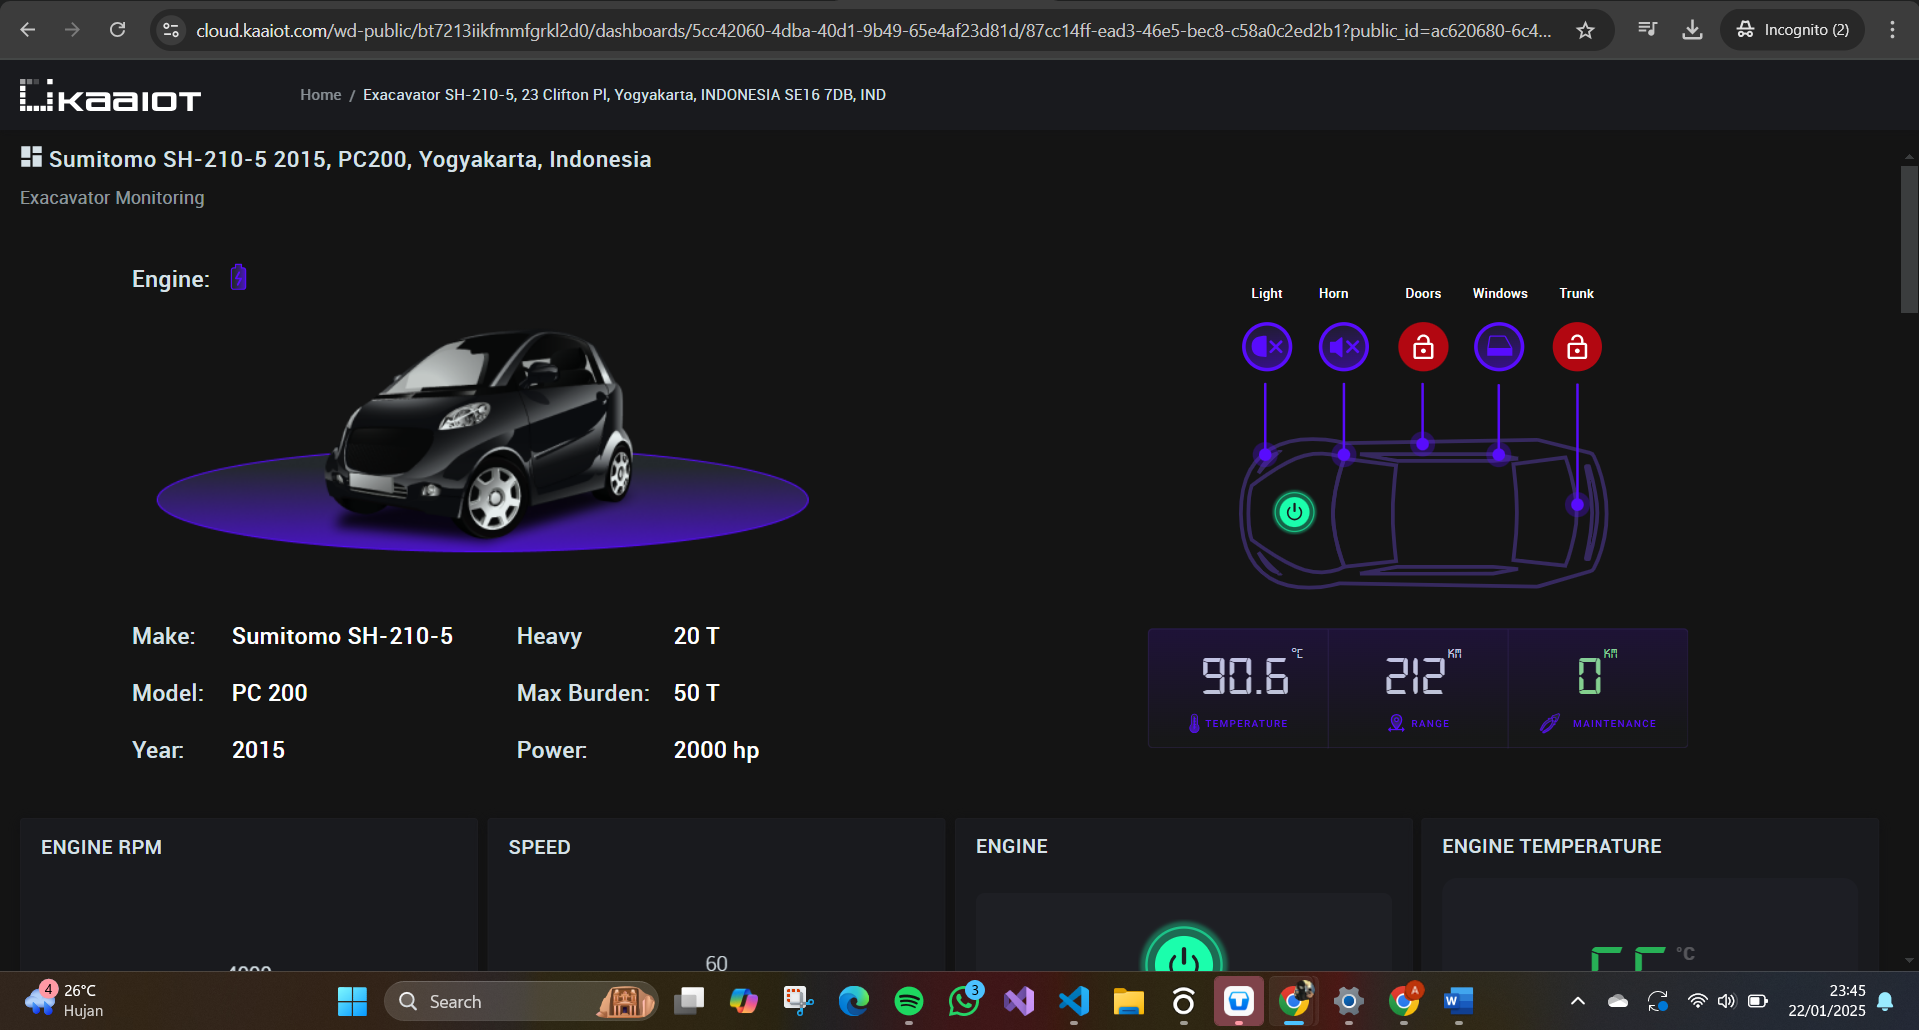 cloud.kaaiot.com/wd-public/bt7213iikfmmfgrkl2d0/dashboards/5cc42060-4dba-40d1-9b49-65e4af23d81d/87cc14ff-ead3-46e5-bec8-c58a0c2ed2b1?public_id=ac620680-6c4...
Incognito (2)
KaaIOT
Home / Exacavator SH-210-5, 23 Clifton Pl, Yogyakarta, INDONESIA SE16 7DB, IND
Sumitomo SH-210-5 2015, PC200, Yogyakarta, Indonesia
Exacavator Monitoring
Engine:
Light Horn Doors Windows Trunk
Make: Sumitomo SH-210-5 Heavy 20 T
Model: PC 200 Max Burden: 50 T
Year: 2015 Power: 2000 hp
90.6 °C 212 KM 0 KM
TEMPERATURE RANGE MAINTENANCE
ENGINE RPM SPEED ENGINE ENGINE TEMPERATURE
60
°C
4 26°C
Hujan
Search
3
A
W
23:45
22/01/2025